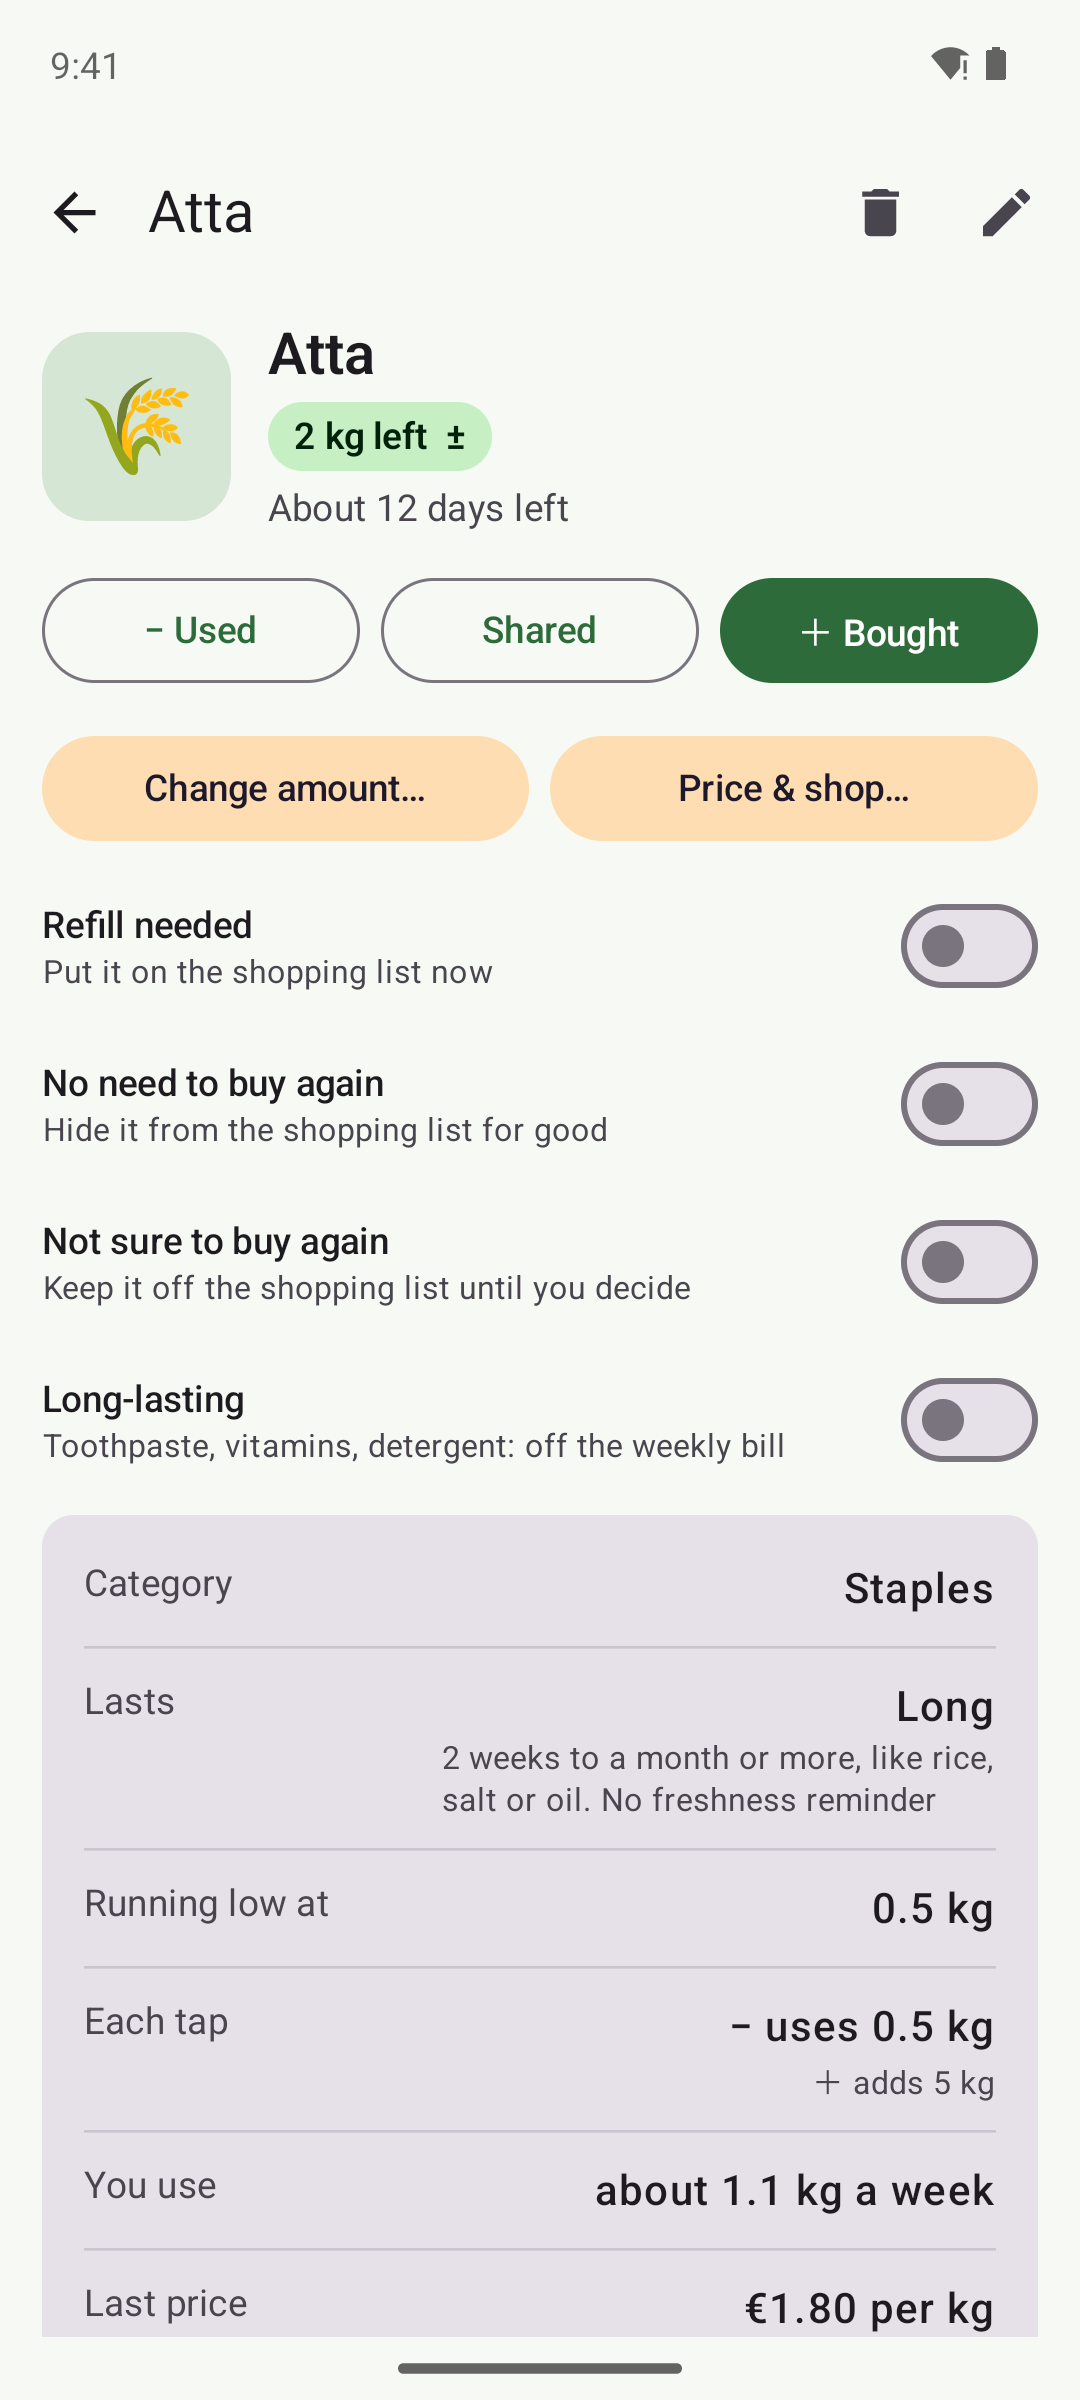 9:41
Atta
Atta
2 kg left ±
About 12 days left
− Used
Shared
+ Bought
Change amount...
Price & shop...
Refill needed
Put it on the shopping list now
No need to buy again
Hide it from the shopping list for good
Not sure to buy again
Keep it off the shopping list until you decide
Long-lasting
Toothpaste, vitamins, detergent: off the weekly bill
Category
Staples
Lasts
Long
2 weeks to a month or more, like rice,
salt or oil. No freshness reminder
Running low at
0.5 kg
Each tap
− uses 0.5 kg
+ adds 5 kg
You use
about 1.1 kg a week
Last price
€1.80 per kg